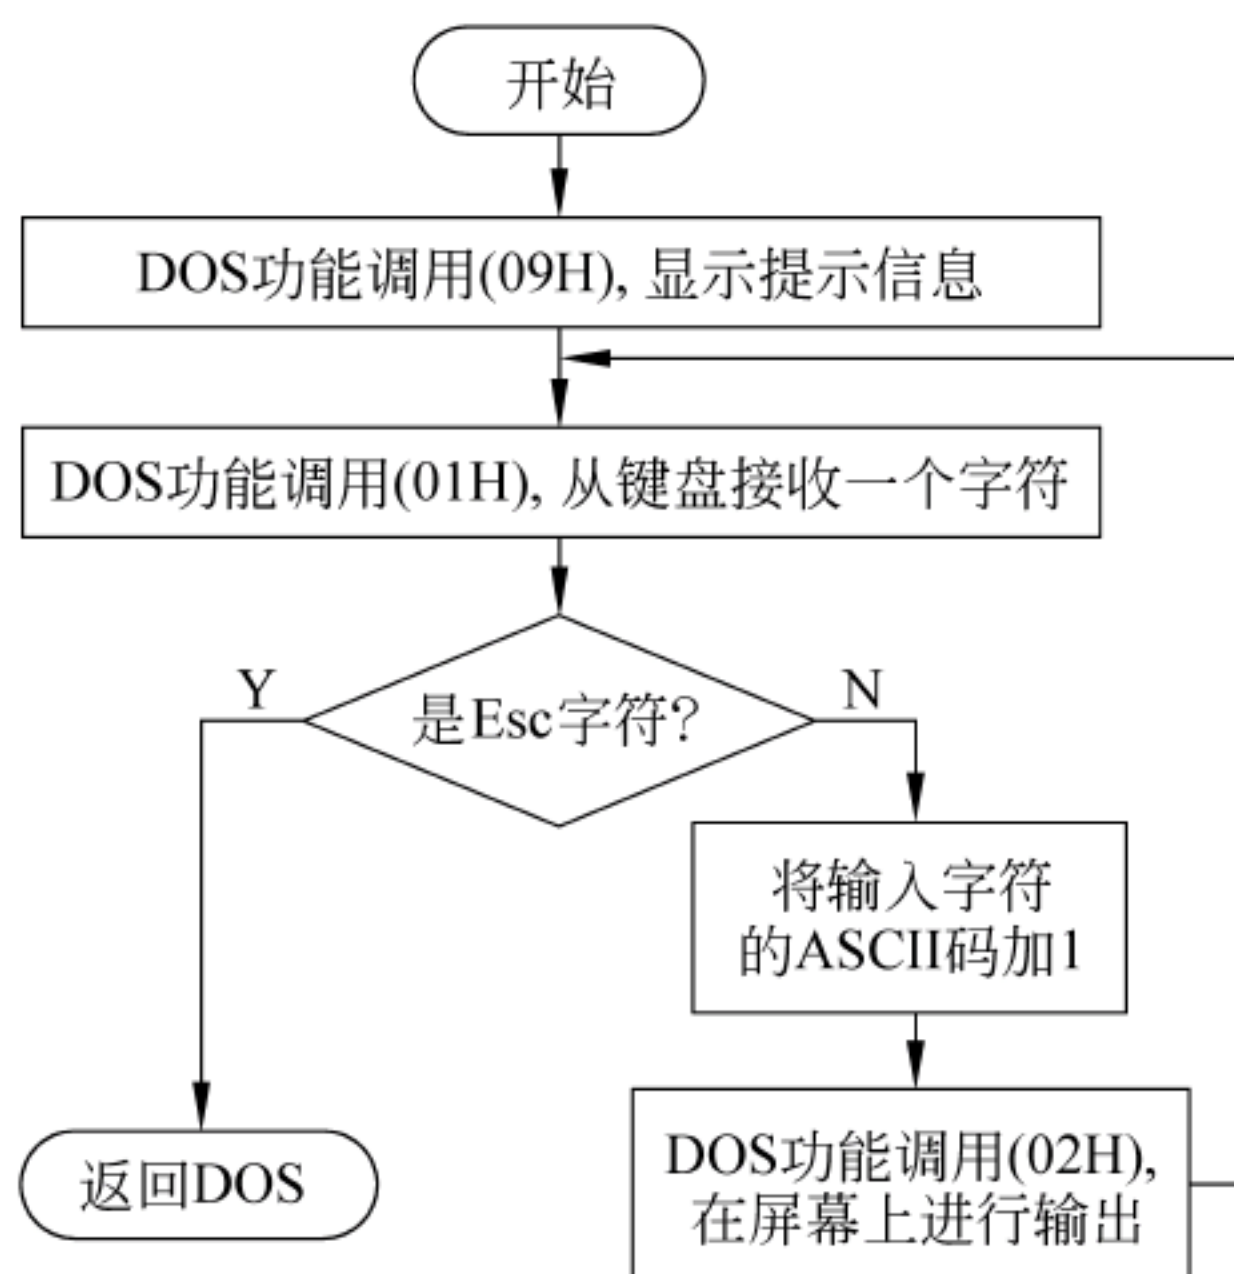 开始
DOS功能调用(09H), 显示提示信息
DOS功能调用(01H), 从键盘接收一个字符
Y
是Esc字符?
N
将输入字符
的ASCII码加1
返回DOS
DOS功能调用(02H),
在屏幕上进行输出